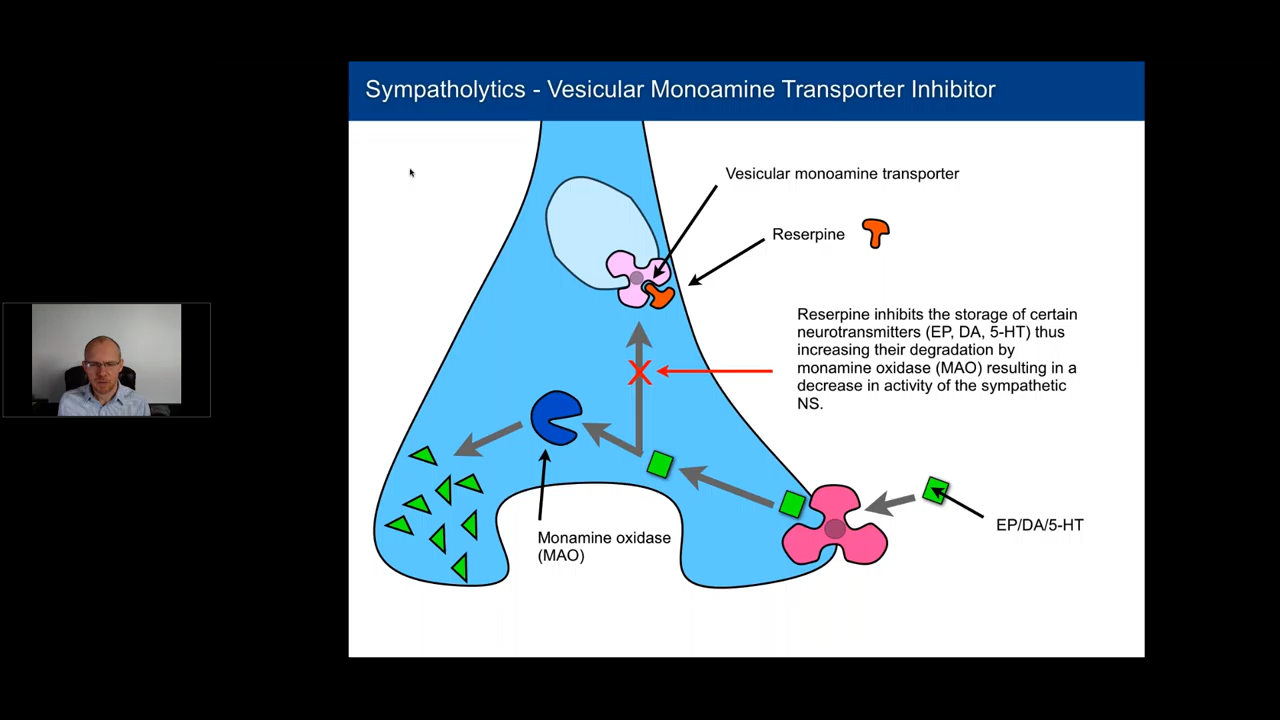 Sympatholytics - Vesicular Monoamine Transporter Inhibitor
Vesicular monoamine transporter
Reserpine
Reserpine inhibits the storage of certain
neurotransmitters (EP, DA, 5-HT) thus
increasing their degradation by
monamine oxidase (MAO) resulting in a
decrease in activity of the sympathetic
NS.
EP/DA/5-HT
Monamine oxidase
(MAO)